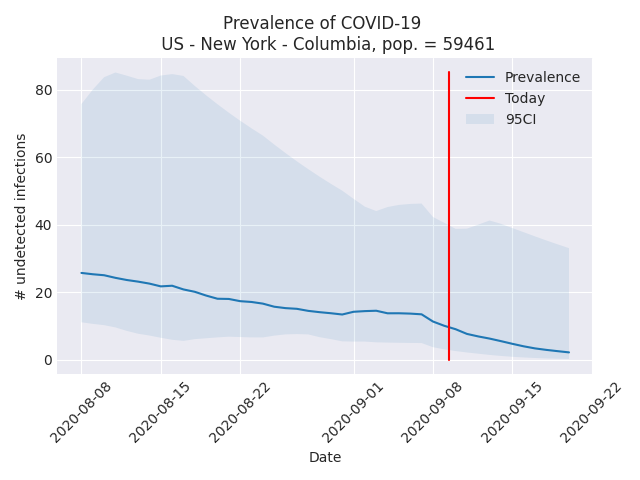 Prevalence of COVID-19
US - New York - Columbia, pop. = 59461
# undetected infections
80
60
40
20
0
Prevalence
Today
95CI
2020-08-08
2020-08-15
2020-08-22
2020-09-01
2020-09-08
2020-09-15
2020-09-22
Date